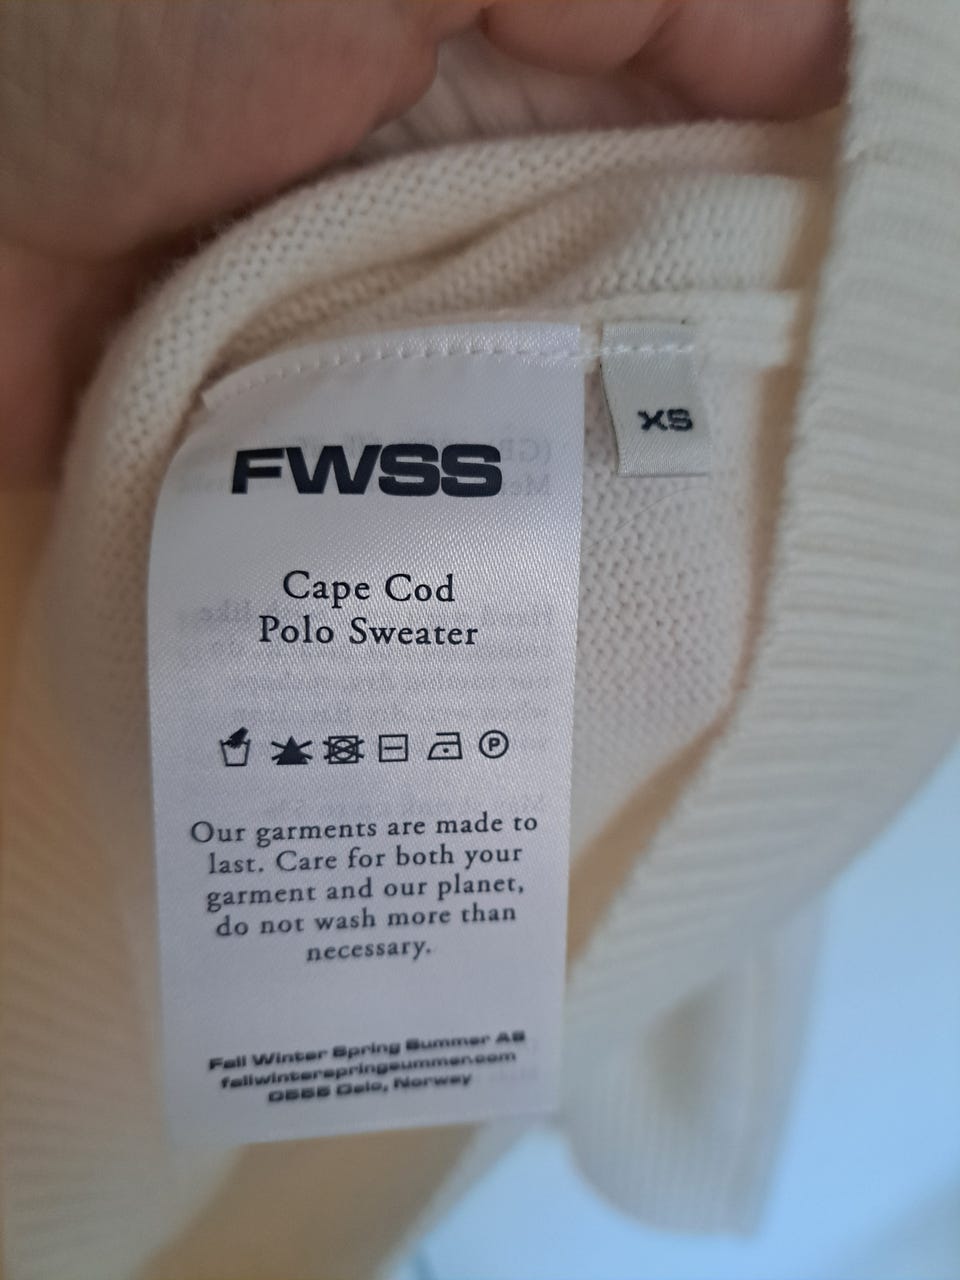 FWSS
XS
Cape Cod
Polo Sweater
P
Our garments are made to
last. Care for both your
garment and our planet,
do not wash more than
necessary.
Fall Winter Spring Summer AS
fallwinterspringsummer.com
Oslo, Norway